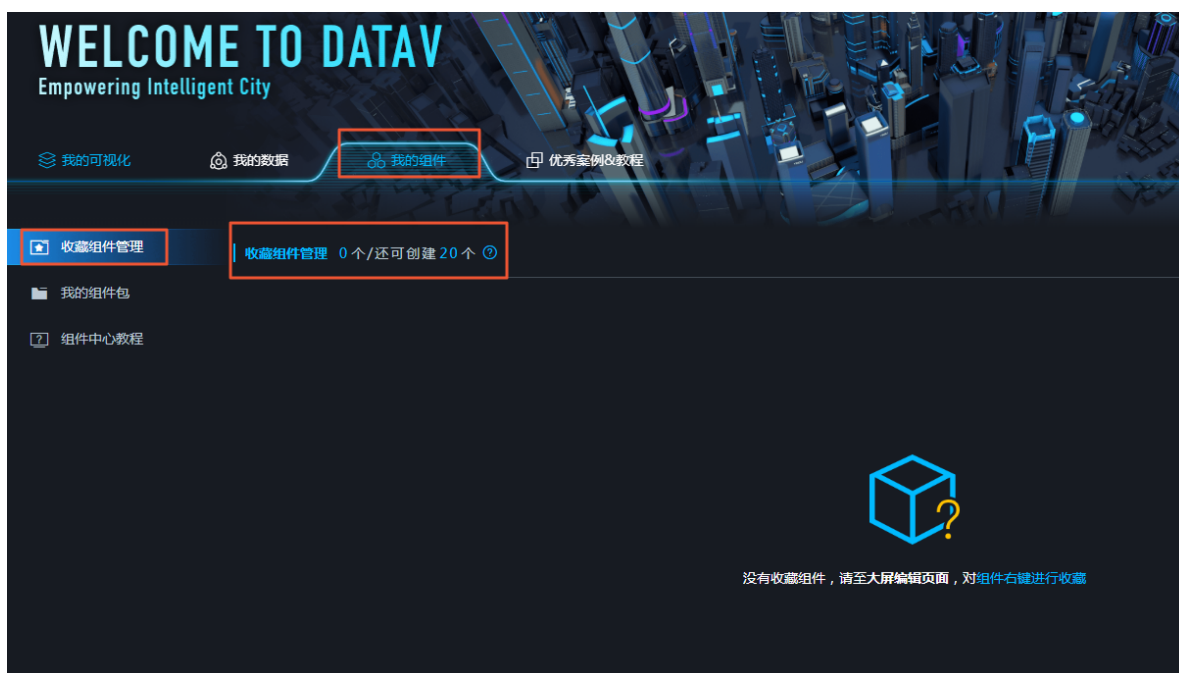 WELCOME TO DATAV
Empowering Intelligent City
我的可视化
我的数据
我的组件
优秀案例&教程
收藏组件管理
收藏组件管理 0个/还可创建20个 ?
我的组件包
? 组件中心教程
?
没有收藏组件，请至大屏编辑页面，对组件右键进行收藏